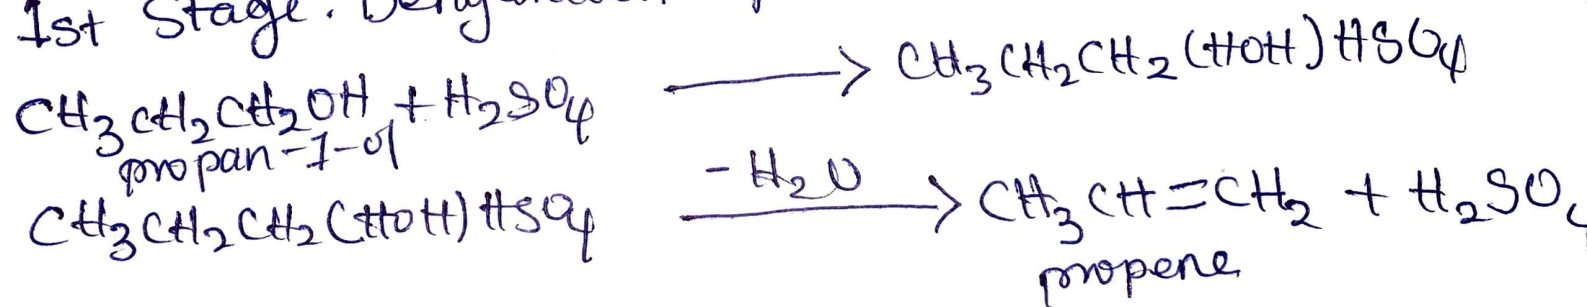 1st Stage.
CH₃CH₂CH₂OH + H₂SO₄ ⟶ CH₃CH₂CH₂(HOH)HSO₄
propan-1-ol
CH₃CH₂CH₂(HOH)HSO₄ -H₂O ⟶ CH₃CH=CH₂ + H₂SO₄
propene